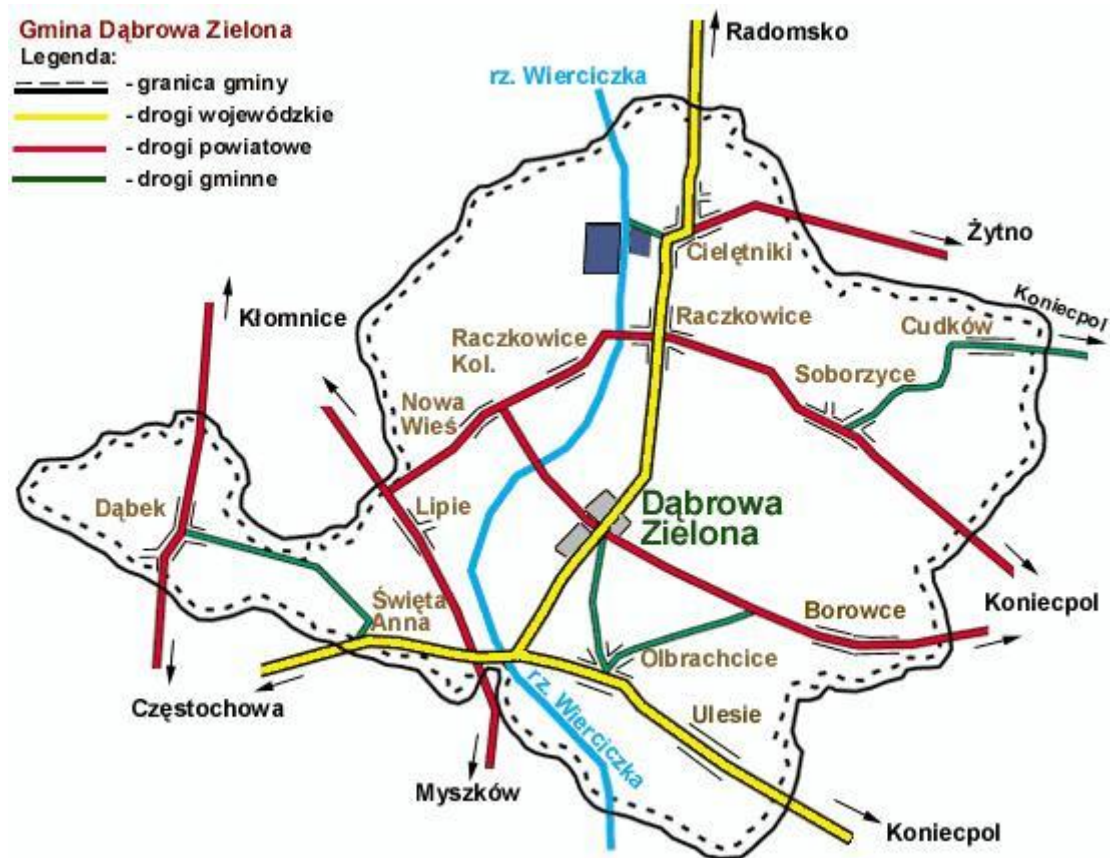 Gmina Dąbrowa Zielona
Legenda:
- granica gminy
- drogi wojewódzkie
- drogi powiatowe
- drogi gminne
Radomsko
rz. Wierciczka
Żytno
Cielętniki
Koniecpol
Kłomnice
Raczkowice
Cudków
Raczkowice
Kol.
Soborzyce
Nowa
Wieś
Dąbek
Lipie
Dąbrowa
Zielona
Święta
Anna
Borowce
Koniecpol
Olbrachcice
Częstochowa
rz. Wierciczka
Ulesie
Myszków
Koniecpol